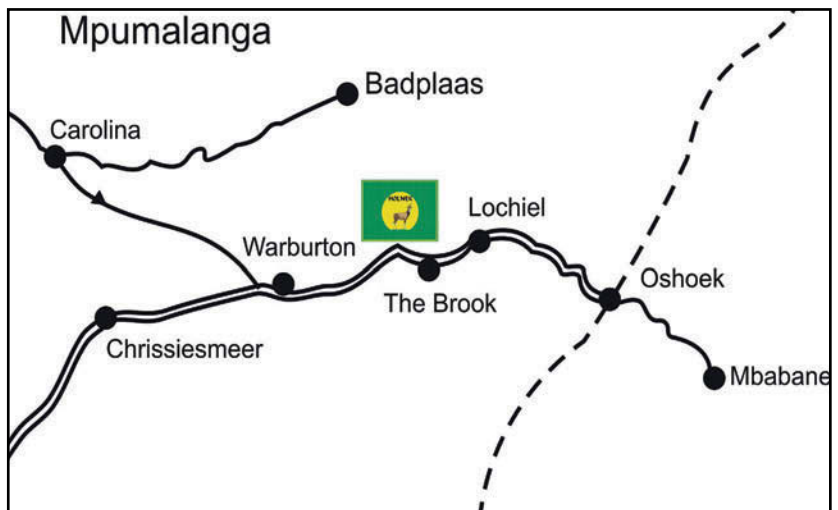 Mpumalanga
Badplaas
Carolina
Lochiel
Warburton
Oshoek
The Brook
Chrissiesmeer
Mbabane